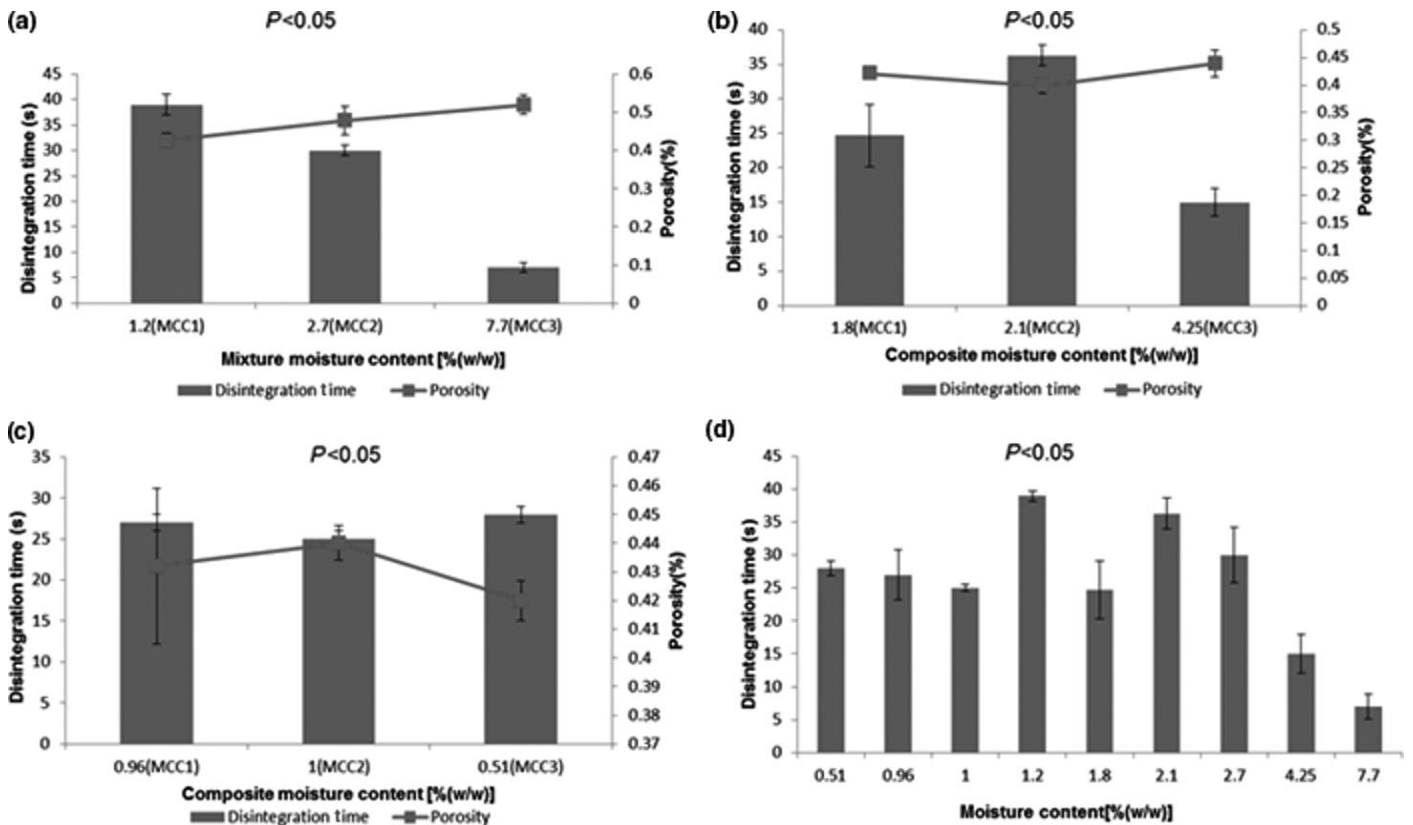 (a)
P<0.05
Disintegration time (s)
45
40
35
30
25
20
15
10
5
0
0.6
0.5
0.4
0.3
0.2
0.1
0
Porosity(%)
1.2(MCC1) 2.7(MCC2) 7.7(MCC3)
Mixture moisture content [%(w/w)]
Disintegration time Porosity
(b)
P<0.05
Disintegration time (s)
40
35
30
25
20
15
10
5
0
0.5
0.45
0.4
0.35
0.3
0.25
0.2
0.15
0.1
0.05
0
Porosity(%)
1.8(MCC1) 2.1(MCC2) 4.25(MCC3)
Composite moisture content [%(w/w)]
Disintegration time Porosity
(c)
P<0.05
Disintegration time (s)
35
30
25
20
15
10
5
0
0.47
0.46
0.45
0.44
0.43
0.42
0.41
0.4
0.39
0.38
0.37
Porosity(%)
0.96(MCC1) 1(MCC2) 0.51(MCC3)
Composite moisture content [%(w/w)]
Disintegration time Porosity
(d)
P<0.05
Disintegration time (s)
45
40
35
30
25
20
15
10
5
0
0.51 0.96 1 1.2 1.8 2.1 2.7 4.25 7.7
Moisture content[%(w/w)]